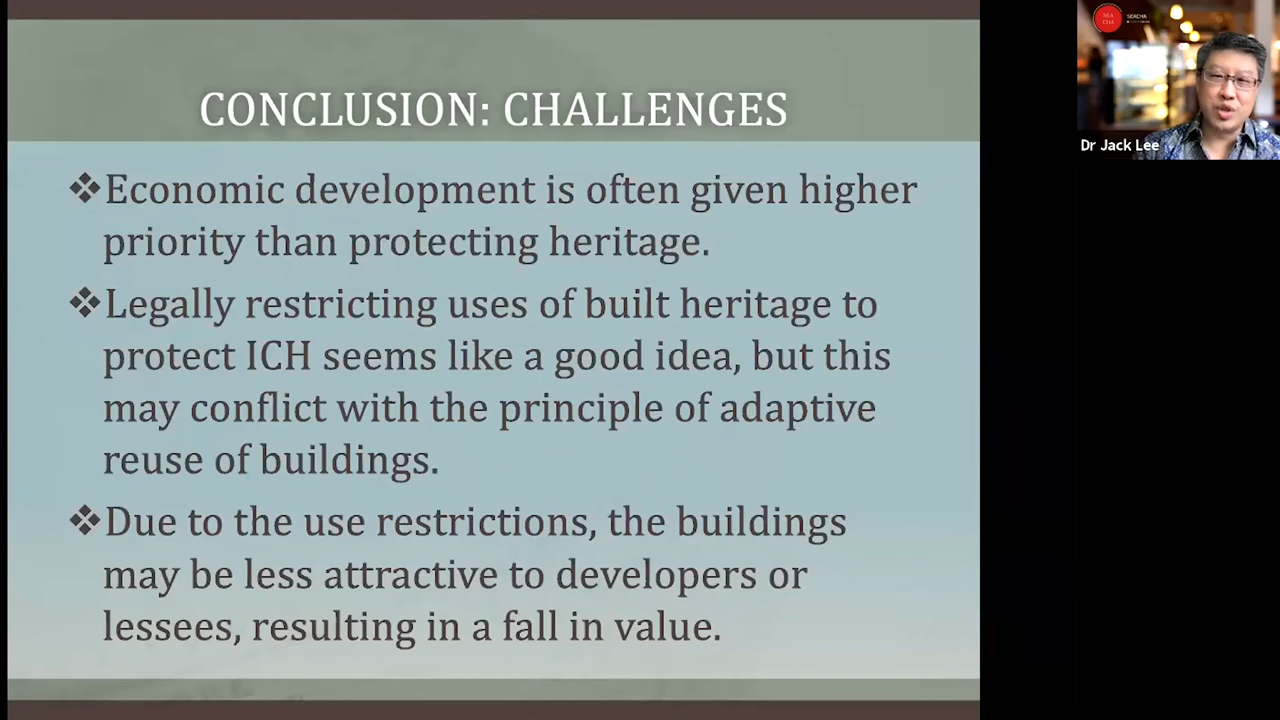 CONCLUSION: CHALLENGES
❖Economic development is often given higher
priority than protecting heritage.
❖Legally restricting uses of built heritage to
protect ICH seems like a good idea, but this
may conflict with the principle of adaptive
reuse of buildings.
❖Due to the use restrictions, the buildings
may be less attractive to developers or
lessees, resulting in a fall in value.
SEA
CHA
SEACHA
Dr Jack Lee